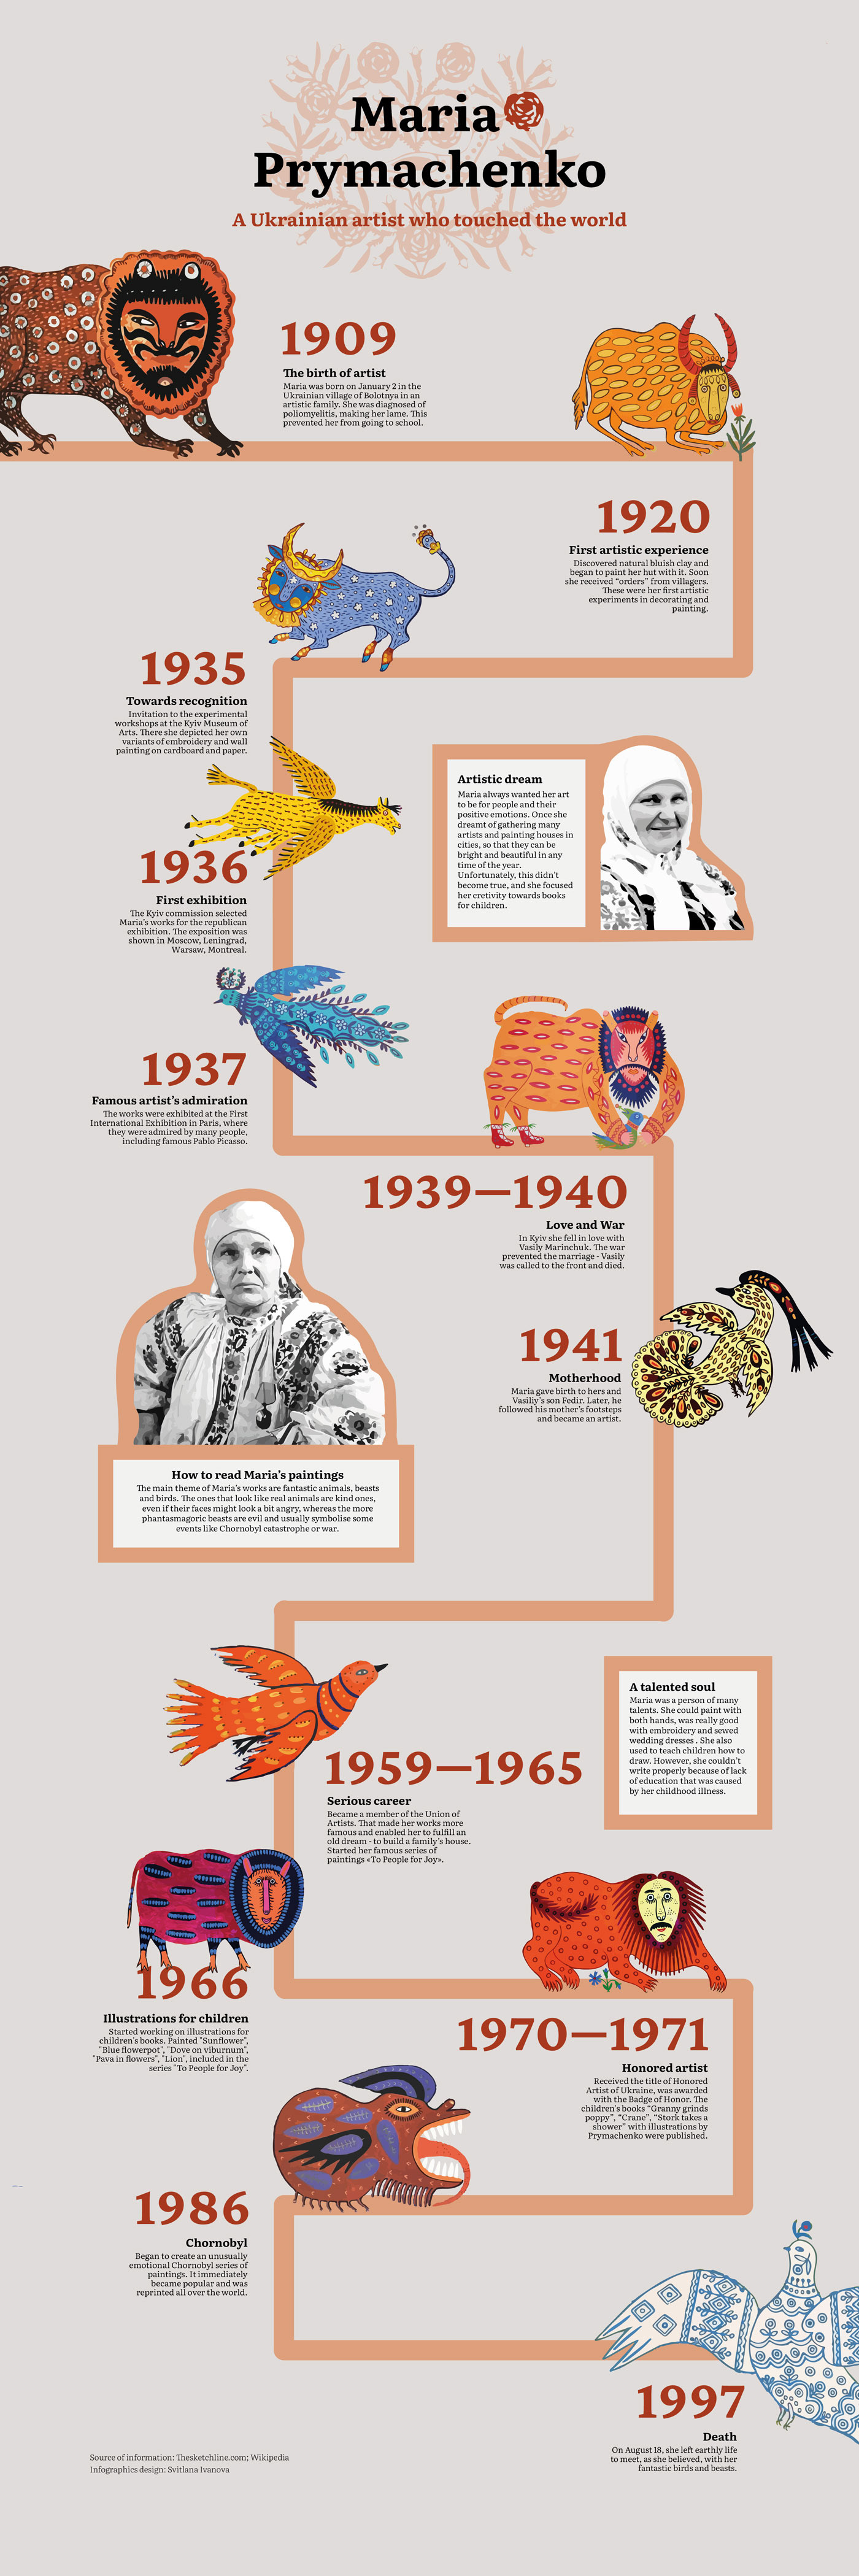 Maria
Prymachenko
A Ukrainian artist who touched the world
1909
The birth of artist
Maria was born on January 2 in the
Ukrainian village of Bolotnya in an
artistic family. She was diagnosed of
poliomyelitis, making her lame. This
prevented her from going to school.
1920
First artistic experience
Discovered natural bluish clay and
began to paint her hut with it. Soon
she received "orders" from villagers.
These were her first artistic
experiments in decorating and
painting.
1935
Towards recognition
Invitation to the experimental
workshops at the Kyiv Museum of
Arts. There she depicted her own
variants of embroidery and wall
painting on cardboard and paper.
Artistic dream
Maria always wanted her art
to be for people and their
positive emotions. Once she
dreamt of gathering many
artists and painting houses in
cities, so that they can be
bright and beautiful in any
time of the year.
Unfortunately, this didn't
become true, and she focused
her cretivity towards books
for children.
1936
First exhibition
The Kyiv commission selected
Maria's works for the republican
exhibition. The exposition was
shown in Moscow, Leningrad,
Warsaw, Montreal.
1937
Famous artist's admiration
The works were exhibited at the First
International Exhibition in Paris, where
they were admired by many people,
including famous Pablo Picasso.
1939—1940
Love and War
In Kyiv she fell in love with
Vasily Marinchuk. The war
prevented the marriage - Vasily
was called to the front and died.
1941
Motherhood
Maria gave birth to hers and
Vasiliy's son Fedir. Later, he
followed his mother's footsteps
and became an artist.
How to read Maria's paintings
The main theme of Maria's works are fantastic animals, beasts
and birds. The ones that look like real animals are kind ones,
even if their faces might look a bit angry, whereas the more
phantasmagoric beasts are evil and usually symbolise some
events like Chornobyl catastrophe or war.
A talented soul
Maria was a person of many
talents. She could paint with
both hands, was really good
with embroidery and sewed
wedding dresses . She also
used to teach children how to
draw. However, she couldn't
write properly because of lack
of education that was caused
by her childhood illness.
1959—1965
Serious career
Became a member of the Union of
Artists. That made her works more
famous and enabled her to fulfill an
old dream - to build a family's house.
Started her famous series of
paintings «To People for Joy».
1966
Illustrations for children
Started working on illustrations for
children's books. Painted "Sunflower",
"Blue flowerpot", "Dove on viburnum",
"Pava in flowers", "Lion", included in the
series "To People for Joy".
1970—1971
Honored artist
Received the title of Honored
Artist of Ukraine, was awarded
with the Badge of Honor. The
children's books "Granny grinds
poppy", "Crane", "Stork takes a
shower" with illustrations by
Prymachenko were published.
1986
Chornobyl
Began to create an unusually
emotional Chornobyl series of
paintings. It immediately
became popular and was
reprinted all over the world.
1997
Death
On August 18, she left earthly life
to meet, as she believed, with her
fantastic birds and beasts.
Source of information: Thesketchline.com; Wikipedia
Infographics design: Svitlana Ivanova